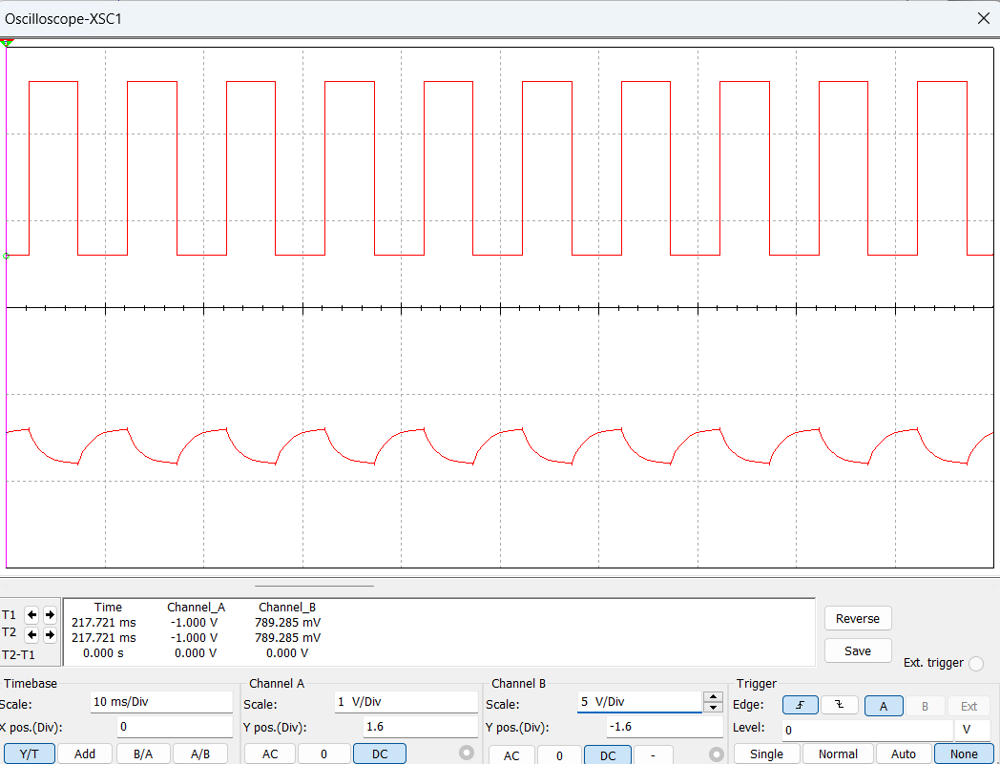 Oscilloscope-XSC1
Time Channel_A Channel_B
T1 217.721 ms -1.000 V 789.285 mV
T2 217.721 ms -1.000 V 789.285 mV
T2-T1 0.000 s 0.000 V 0.000 V
Reverse
Save
Ext. trigger
Timebase Channel A Channel B Trigger
Scale: 10 ms/Div Scale: 1 V/Div Scale: 5 V/Div Edge: A B Ext
X pos.(Div): 0 Y pos.(Div): 1.6 Y pos.(Div): -1.6 Level: 0 V
Y/T Add B/A A/B AC 0 DC AC 0 DC - Single Normal Auto None